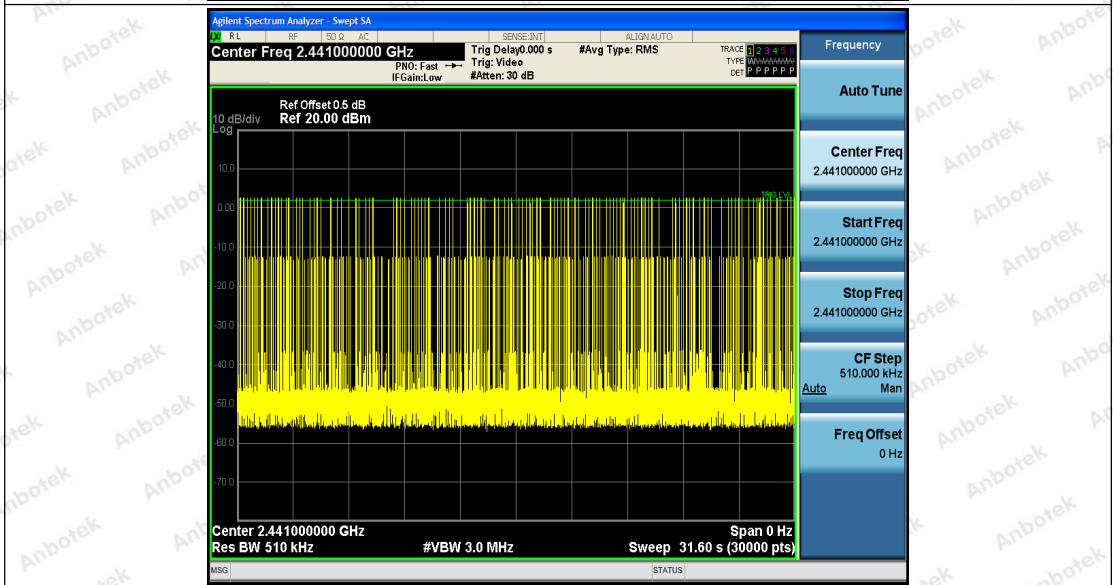 Agilent Spectrum Analyzer - Swept SA
LXI RL RF 50 Ω AC SENSE:INT ALIGN AUTO
Center Freq 2.441000000 GHz
PNO: Fast
IFGain:Low
Trig Delay0.000 s
Trig: Video
#Atten: 30 dB
#Avg Type: RMS
TRACE 1 2 3 4 5 6
TYPE
DET P P P P P P
Ref Offset 0.5 dB
10 dB/div Ref 20.00 dBm
Log
10.0
0.00
-10.0
-20.0
-30.0
-40.0
-50.0
-60.0
-70.0
TRIG LVL
Center 2.441000000 GHz Span 0 Hz
Res BW 510 kHz #VBW 3.0 MHz Sweep 31.60 s (30000 pts)
MSG STATUS
Frequency
Auto Tune
Center Freq
2.441000000 GHz
Start Freq
2.441000000 GHz
Stop Freq
2.441000000 GHz
CF Step
510.000 kHz
Auto Man
Freq Offset
0 Hz
Anbotek